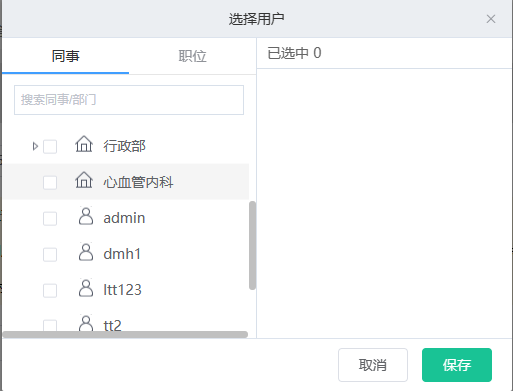 选择用户
同事 职位
已选中 0
搜索同事/部门
行政部
心血管内科
admin
dmh1
ltt123
tt2
取消 保存